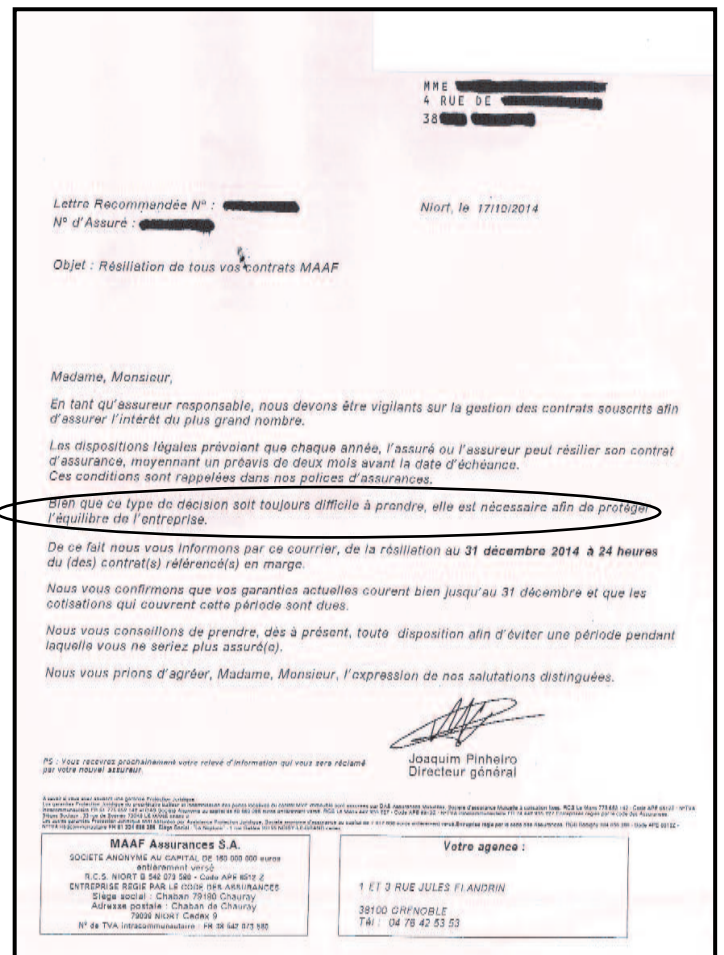 MME
4 RUE DE
38
Lettre Recommandée N° :
N° d'Assuré :
Niort, le 17/10/2014
Objet : Résiliation de tous vos contrats MAAF
Madame, Monsieur,
En tant qu'assureur responsable, nous devons être vigilants sur la gestion des contrats souscrits afin
d'assurer l'intérêt du plus grand nombre.
Les dispositions légales prévoient que chaque année, l'assuré ou l'assureur peut résilier son contrat
d'assurance, moyennant un préavis de deux mois avant la date d'échéance.
Ces conditions sont rappelées dans nos polices d'assurances.
Bien que ce type de décision soit toujours difficile à prendre, elle est nécessaire afin de protéger
l'équilibre de l'entreprise.
De ce fait nous vous informons par ce courrier, de la résiliation au 31 décembre 2014 à 24 heures
du (des) contrat(s) référencé(s) en marge.
Nous vous confirmons que vos garanties actuelles courent bien jusqu'au 31 décembre et que les
cotisations qui couvrent cette période sont dues.
Nous vous conseillons de prendre, dès à présent, toute disposition afin d'éviter une période pendant
laquelle vous ne seriez plus assuré(e).
Nous vous prions d'agréer, Madame, Monsieur, l'expression de nos salutations distinguées.
Joaquim Pinheiro
Directeur général
PS : Vous recevrez prochainement votre relevé d'information qui vous sera réclamé
par votre nouvel assureur.
MAAF Assurances S.A.
SOCIETE ANONYME AU CAPITAL DE 160 000 000 euros
entièrement versé
R.C.S. NIORT B 542 073 580 - Code APE 6512 Z
ENTREPRISE REGIE PAR LE CODE DES ASSURANCES
Siège social : Chaban 79180 Chauray
Adresse postale : Chaban de Chauray
79036 NIORT Cedex 9
N° de TVA intracommunautaire : FR 38 542 073 580
Votre agence :
1 ET 3 RUE JULES FLANDRIN
38100 GRENOBLE
Tél : 04 76 42 53 53